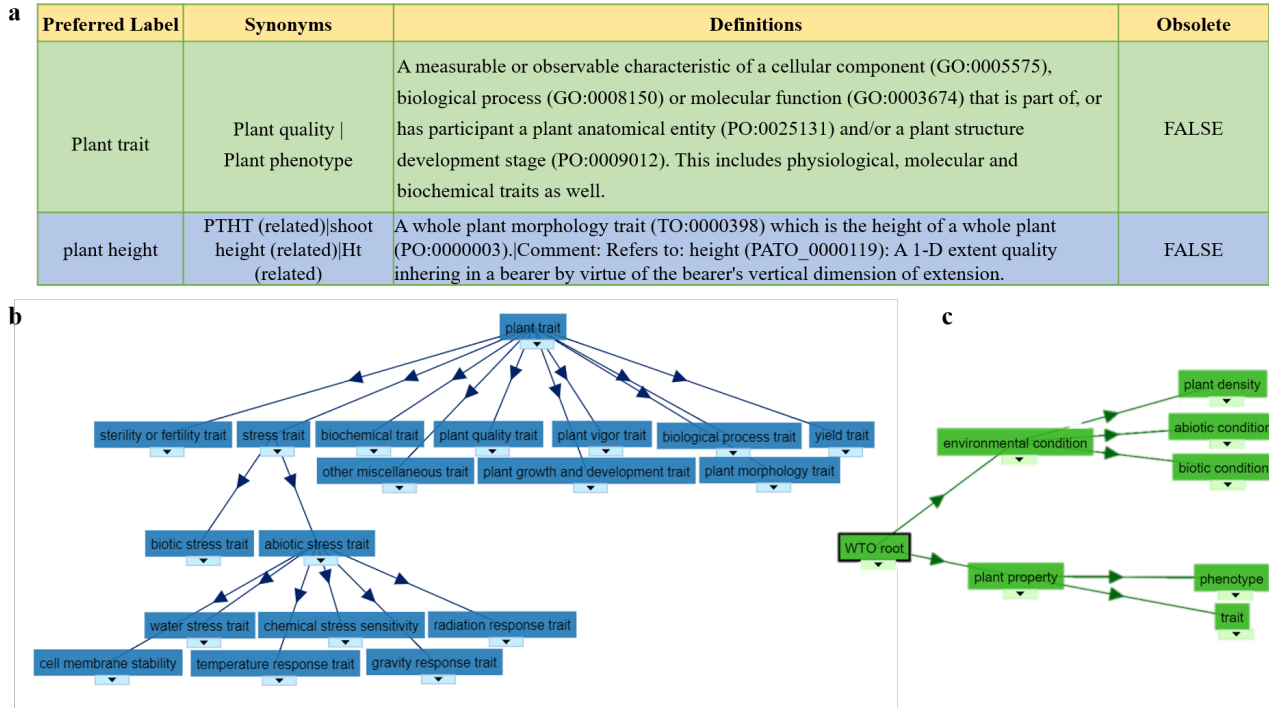 a
Preferred Label Synonyms Definitions Obsolete
Plant trait
Plant quality |
Plant phenotype
A measurable or observable characteristic of a cellular component (GO:0005575),
biological process (GO:0008150) or molecular function (GO:0003674) that is part of, or
has participant a plant anatomical entity (PO:0025131) and/or a plant structure
development stage (PO:0009012). This includes physiological, molecular and
biochemical traits as well.
FALSE
plant height
PTHT (related)|shoot
height (related)|Ht
(related)
A whole plant morphology trait (TO:0000398) which is the height of a whole plant
(PO:0000003).|Comment: Refers to: height (PATO_0000119): A 1-D extent quality
inhering in a bearer by virtue of the bearer's vertical dimension of extension.
FALSE
b
plant trait
sterility or fertility trait stress trait biochemical trait plant quality trait plant vigor trait biological process trait yield trait
other miscellaneous trait plant growth and development trait plant morphology trait
biotic stress trait abiotic stress trait
water stress trait chemical stress sensitivity radiation response trait
cell membrane stability temperature response trait gravity response trait
c
plant density
environmental condition
abiotic condition
biotic condition
WTO root
plant property
phenotype
trait